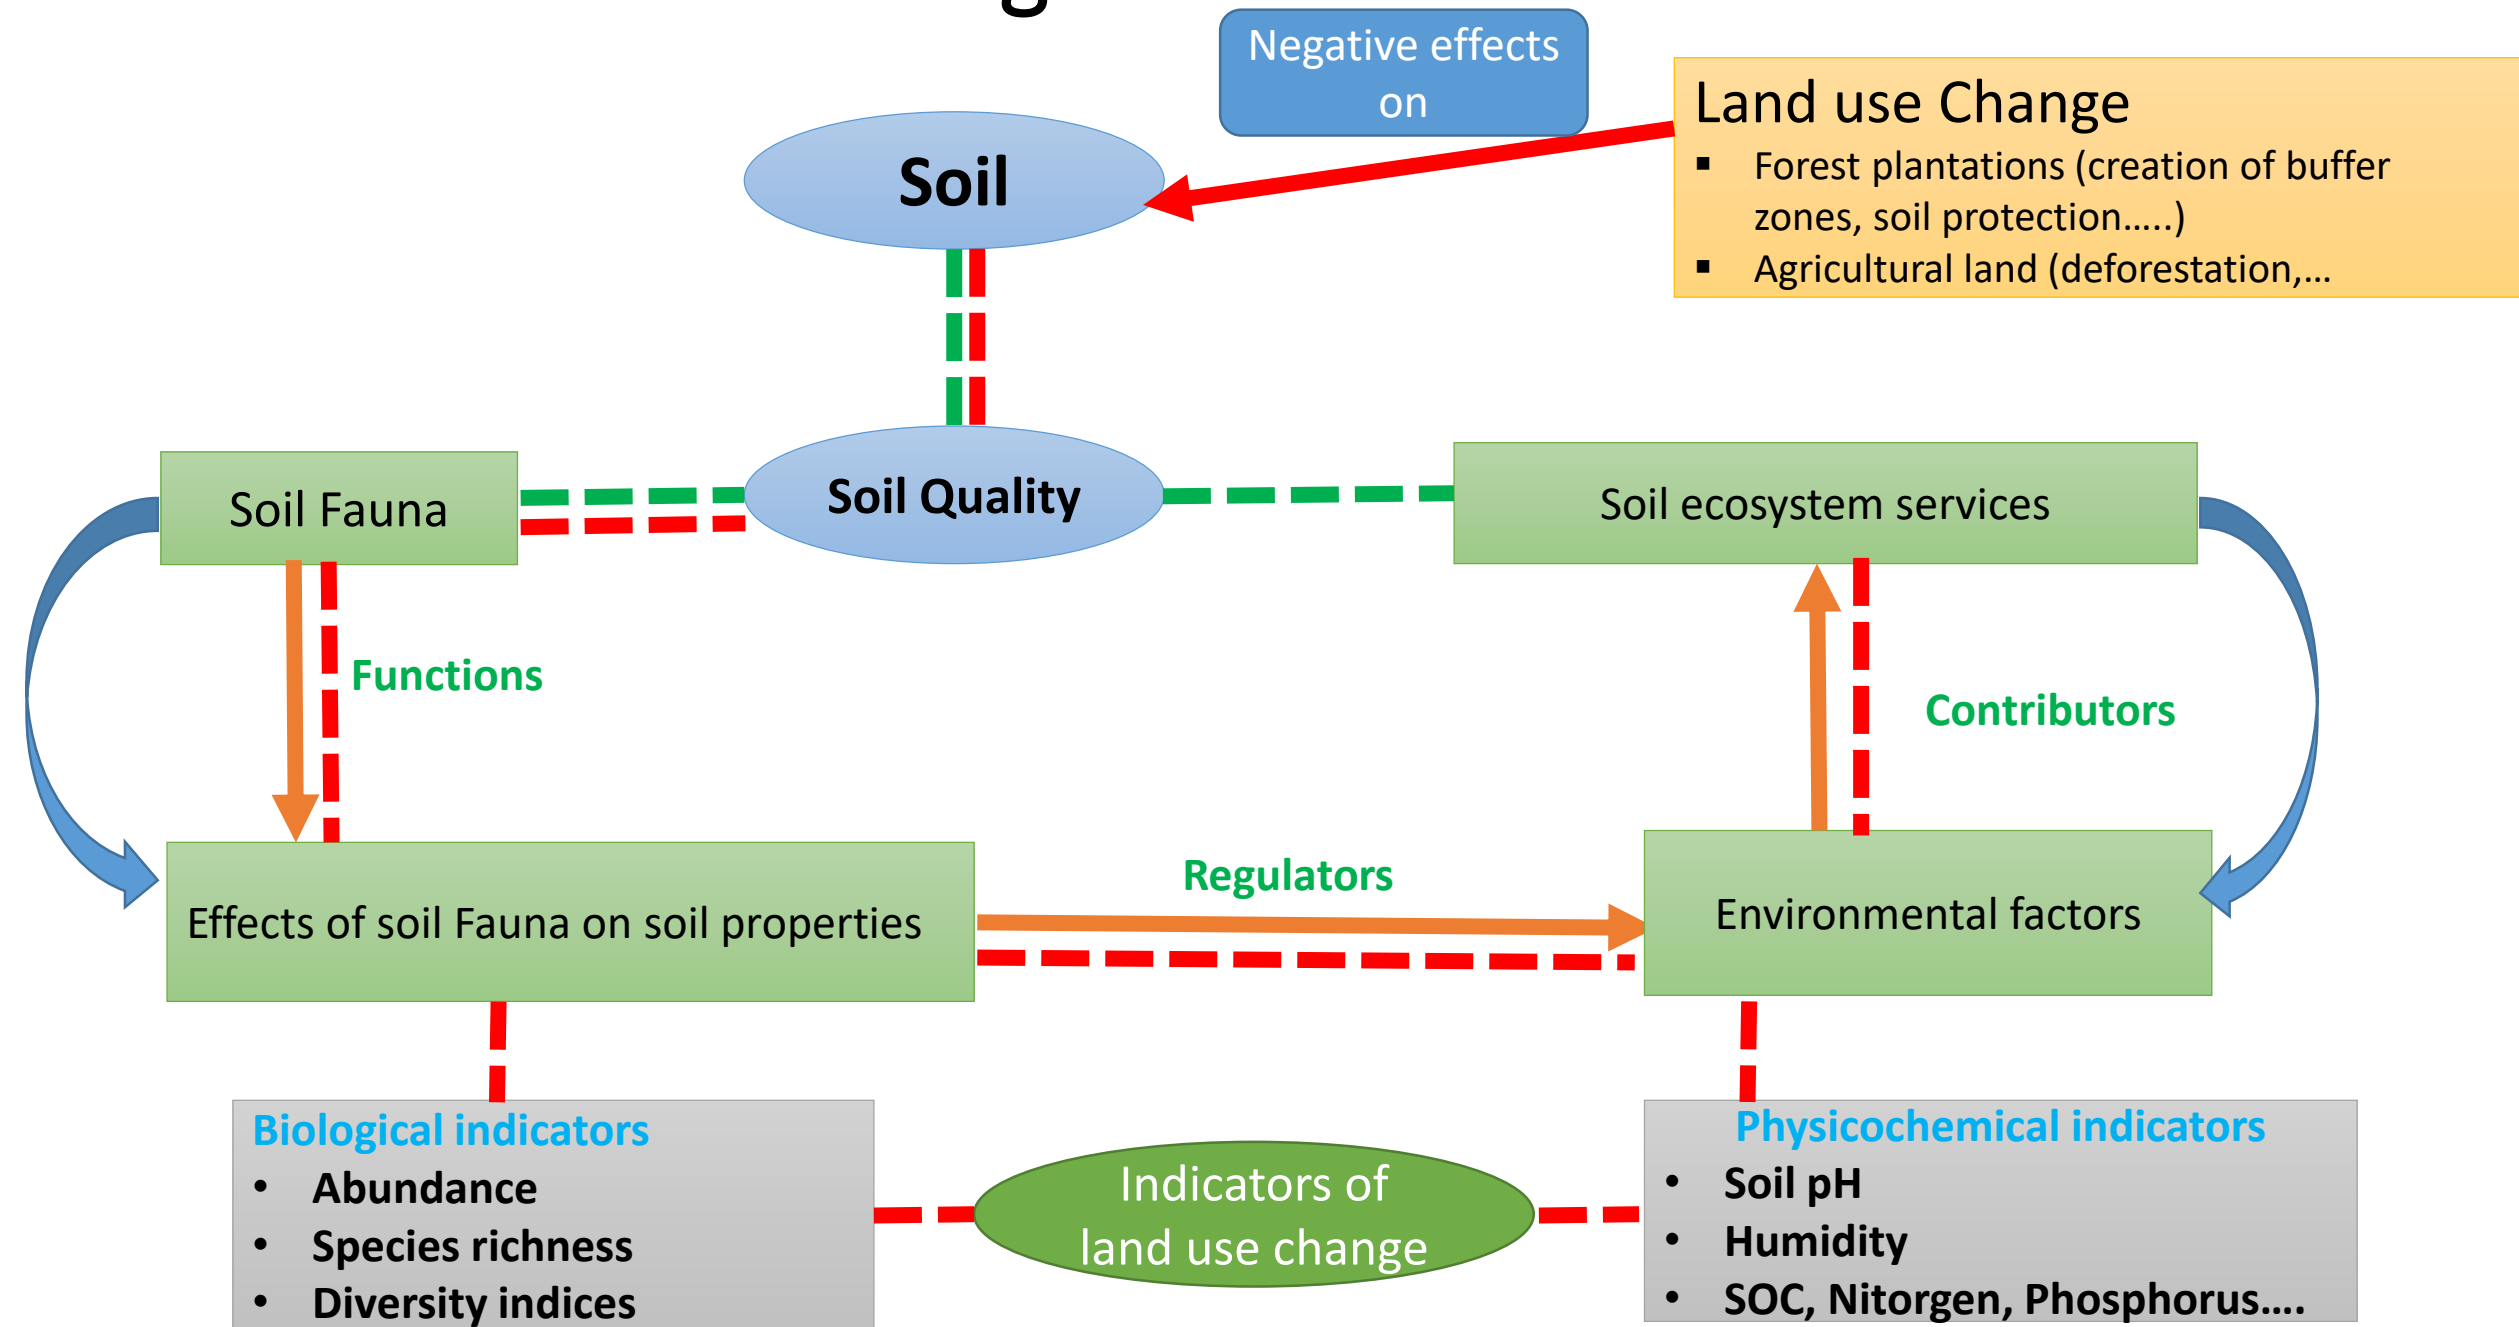 Negative effects
on
Land use Change
▪ Forest plantations (creation of buffer
zones, soil protection.....)
▪ Agricultural land (deforestation,...
Soil
Soil Fauna
Soil Quality
Soil ecosystem services
Functions
Contributors
Regulators
Effects of soil Fauna on soil properties
Environmental factors
Biological indicators
• Abundance
• Species richness
• Diversity indices
Indicators of
land use change
Physicochemical indicators
• Soil pH
• Humidity
• SOC, Nitorgen, Phosphorus....